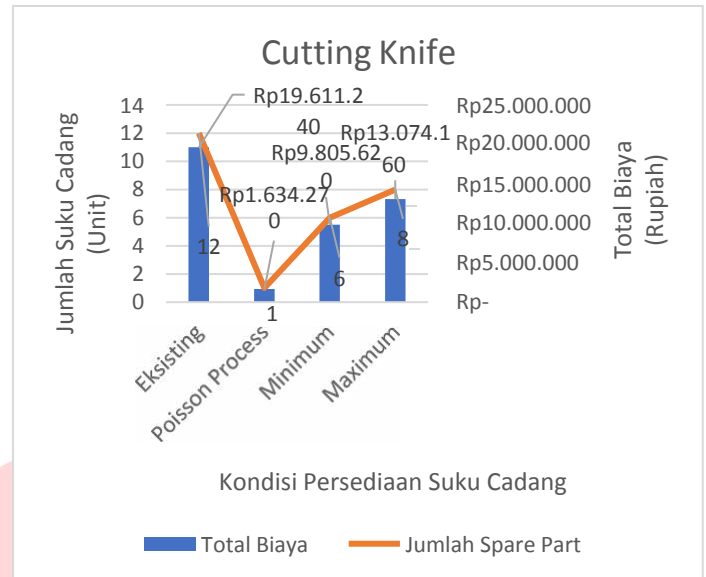 Cutting Knife
Jumlah Suku Cadang
(Unit)
14
12
10
8
6
4
2
0
Rp19.611.2
40
Rp1.634.27
0
Rp9.805.62
0
Rp13.074.1
60
12
1
6
8
Rp25.000.000
Rp20.000.000
Rp15.000.000
Rp10.000.000
Rp5.000.000
Rp-
Total Biaya
(Rupiah)
Eksisting
Poisson Process
Minimum
Maximum
Kondisi Persediaan Suku Cadang
Total Biaya
Jumlah Spare Part